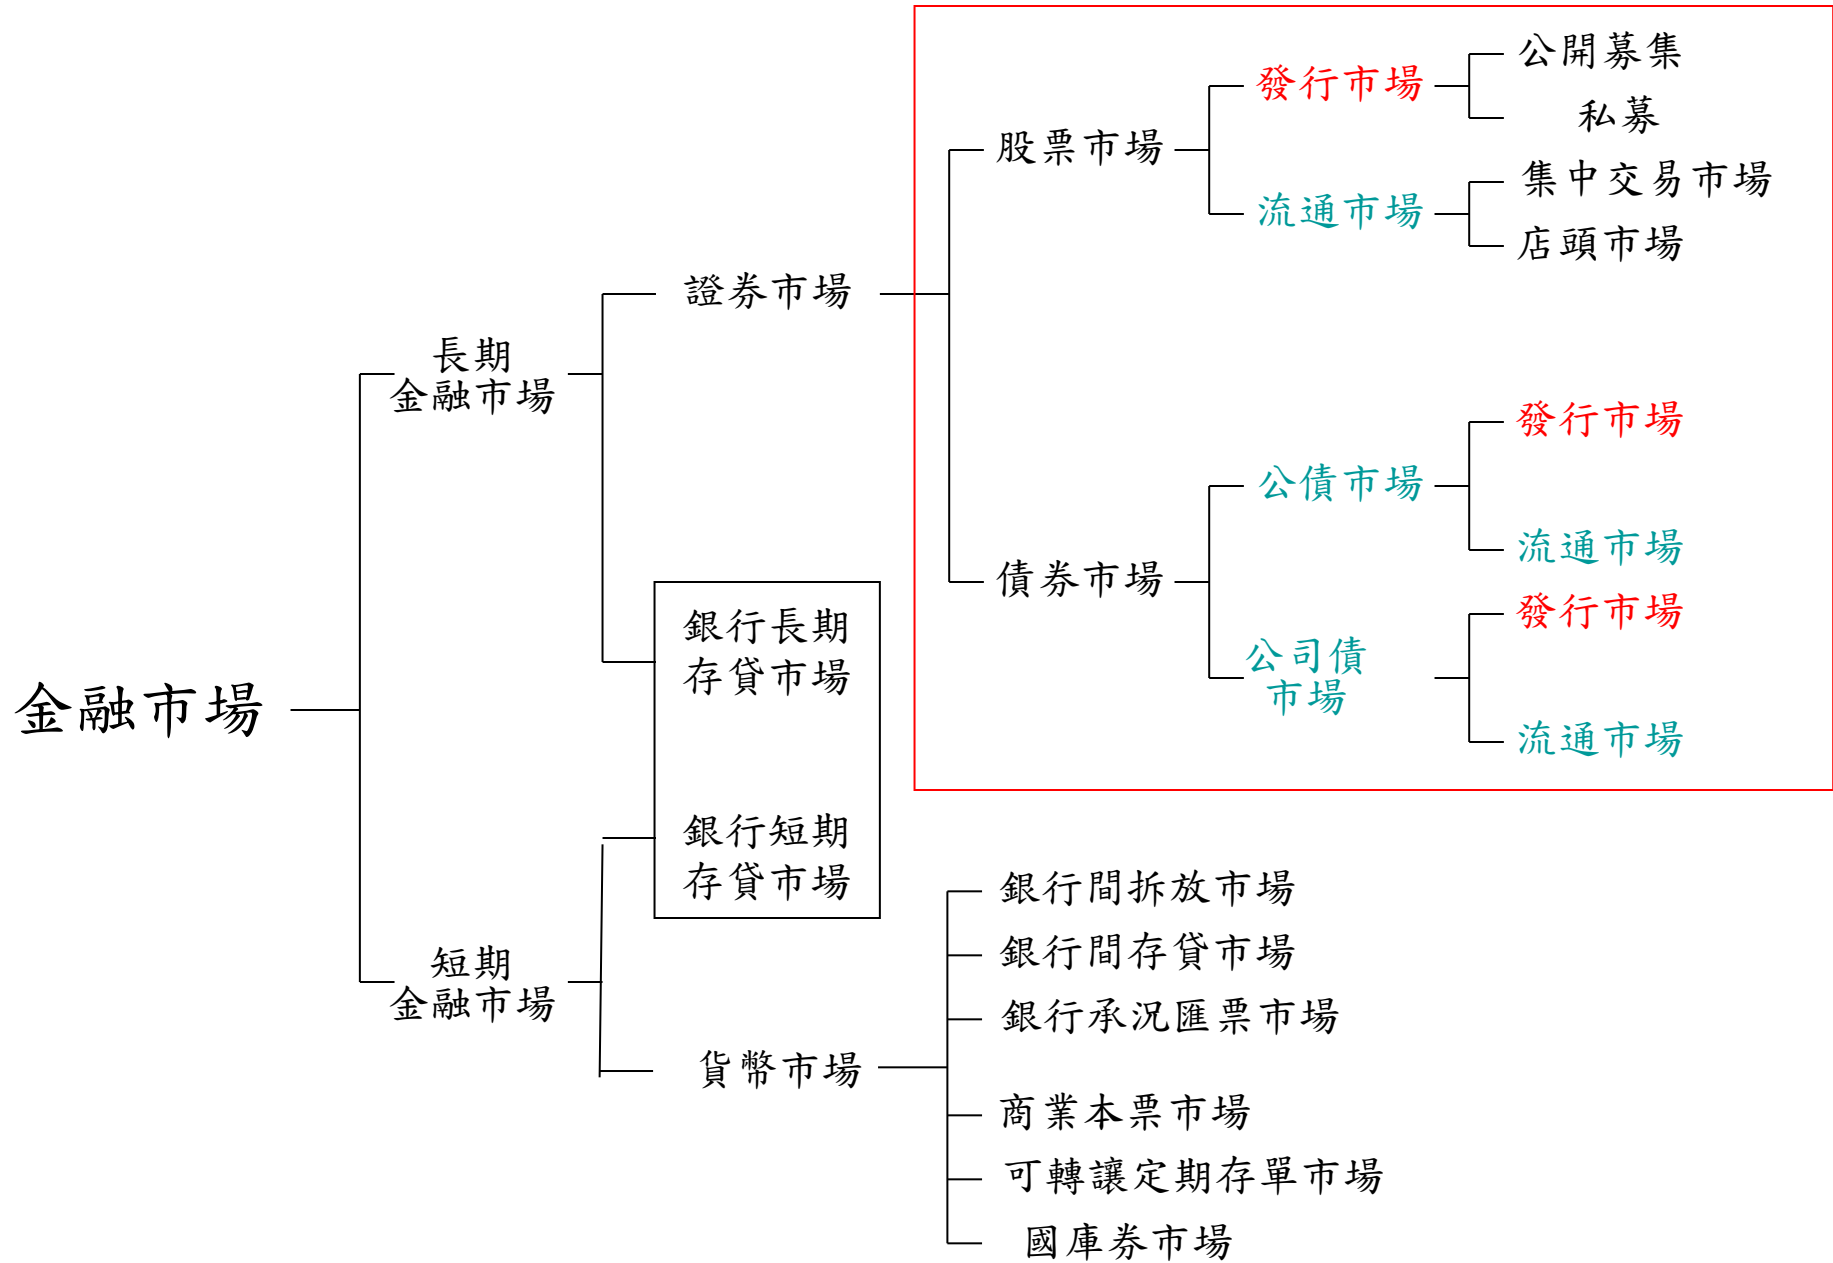 公開募集
發行市場
私募
股票市場
集中交易市場
流通市場
店頭市場
證券市場
長期
金融市場
發行市場
公債市場
流通市場
債券市場
發行市場
公司債
市場
流通市場
銀行長期
存貸市場
金融市場
銀行短期
存貸市場
短期
金融市場
銀行間拆放市場
銀行間存貸市場
銀行承況匯票市場
貨幣市場
商業本票市場
可轉讓定期存單市場
國庫券市場